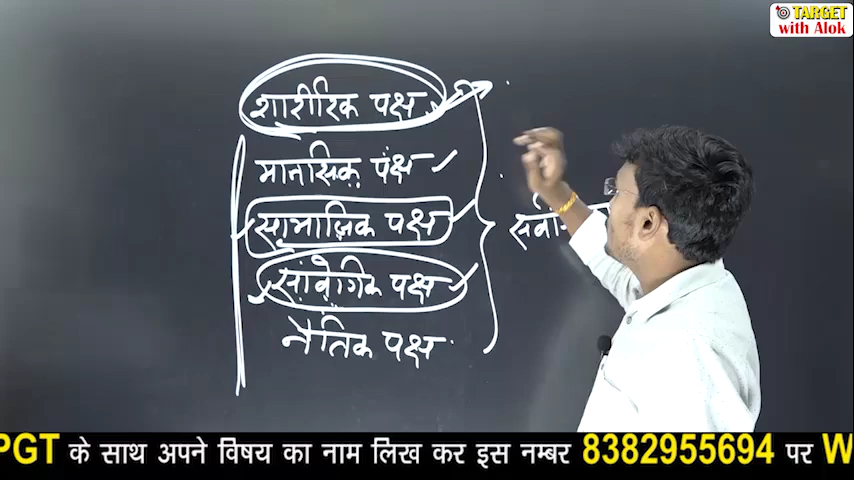 TARGET
with Alok
शारीरिक पक्ष
मानसिक पक्ष
सामाजिक पक्ष
सांवेगिक पक्ष
नैतिक पक्ष
PGT के साथ अपने विषय का नाम लिख कर इस नम्बर 8382955694 पर W